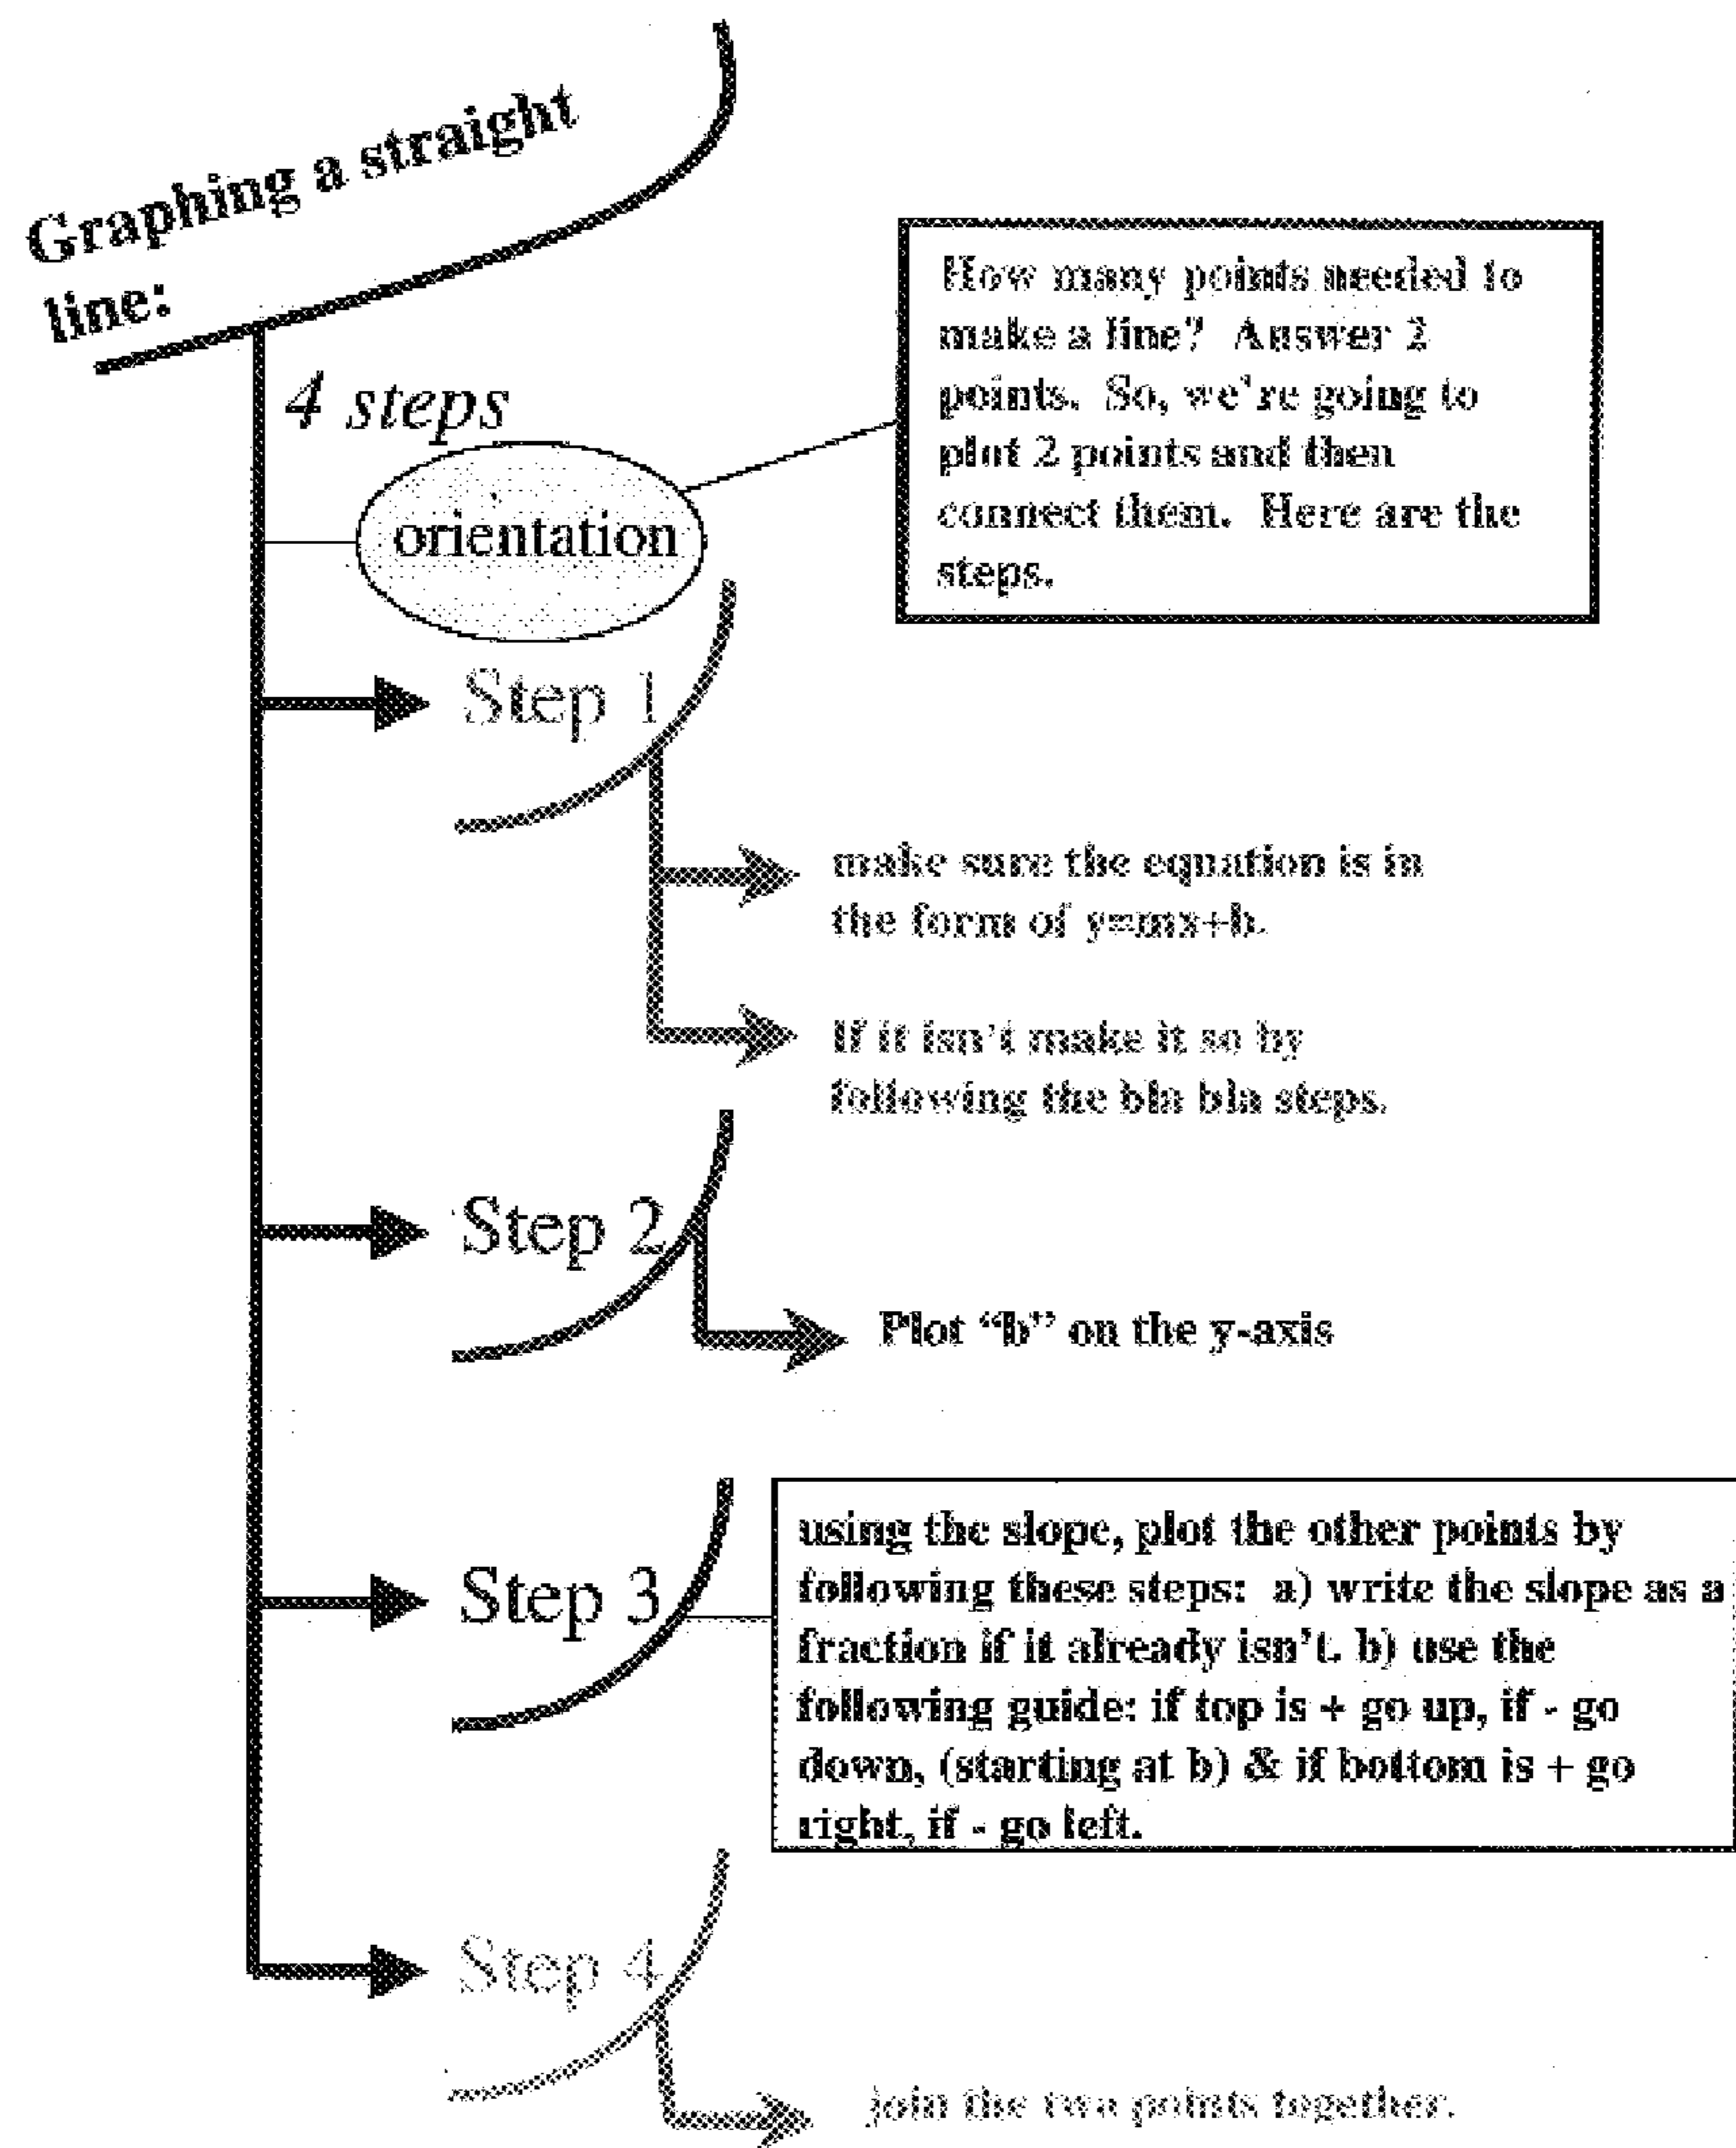 Graphing a straight
line:
4 steps
orientation
How many points needed to
make a line?  Answer 2
points.  So, we're going to
plot 2 points and then
connect them.  Here are the
steps.
Step 1
make sure the equation is in
the form of y=mx+b.
If it isn't make it so by
following the bla bla steps.
Step 2
Plot “b” on the y-axis
Step 3
using the slope, plot the other points by
following these steps:  a) write the slope as a
fraction if it already isn't. b) use the
following guide: if top is + go up, if - go
down, (starting at b) & if bottom is + go
right, if - go left.
Step 4
join the two points together.